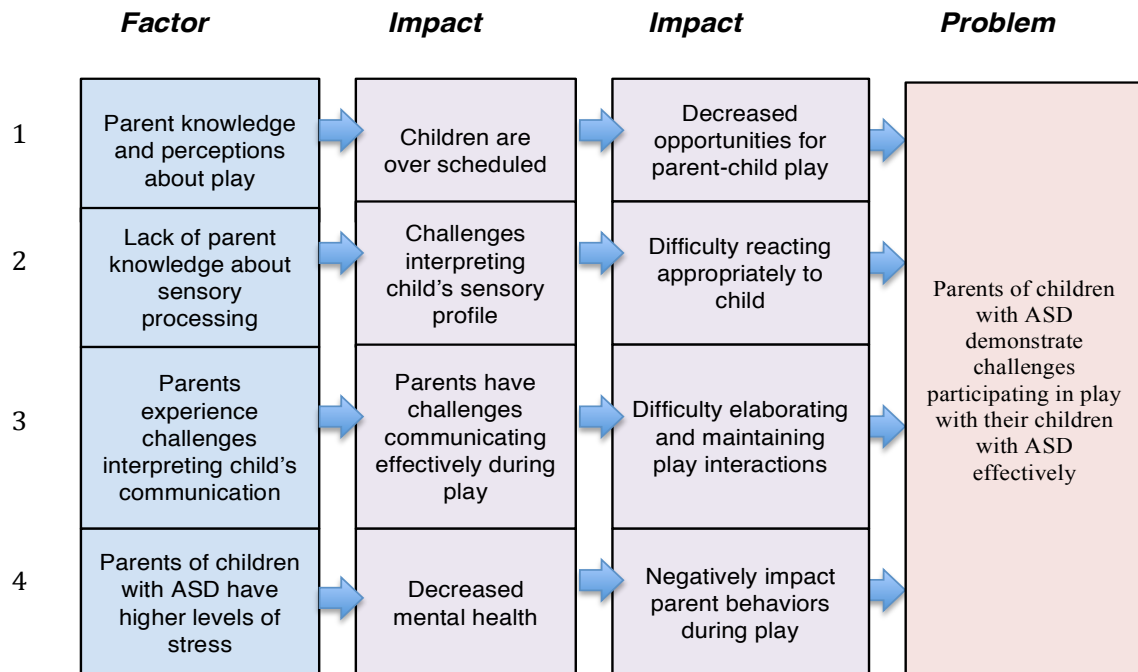 Factor
Impact
Impact
Problem
1
Parent knowledge
and perceptions
about play
Children are
over scheduled
Decreased
opportunities for
parent-child play
2
Lack of parent
knowledge about
sensory
processing
Challenges
interpreting
child’s sensory
profile
Difficulty reacting
appropriately to
child
3
Parents
experience
challenges
interpreting child’s
communication
Parents have
challenges
communicating
effectively during
play
Difficulty elaborating
and maintaining
play interactions
4
Parents of children
with ASD have
higher levels of
stress
Decreased
mental health
Negatively impact
parent behaviors
during play
Parents of children
with ASD
demonstrate
challenges
participating in play
with their children
with ASD
effectively